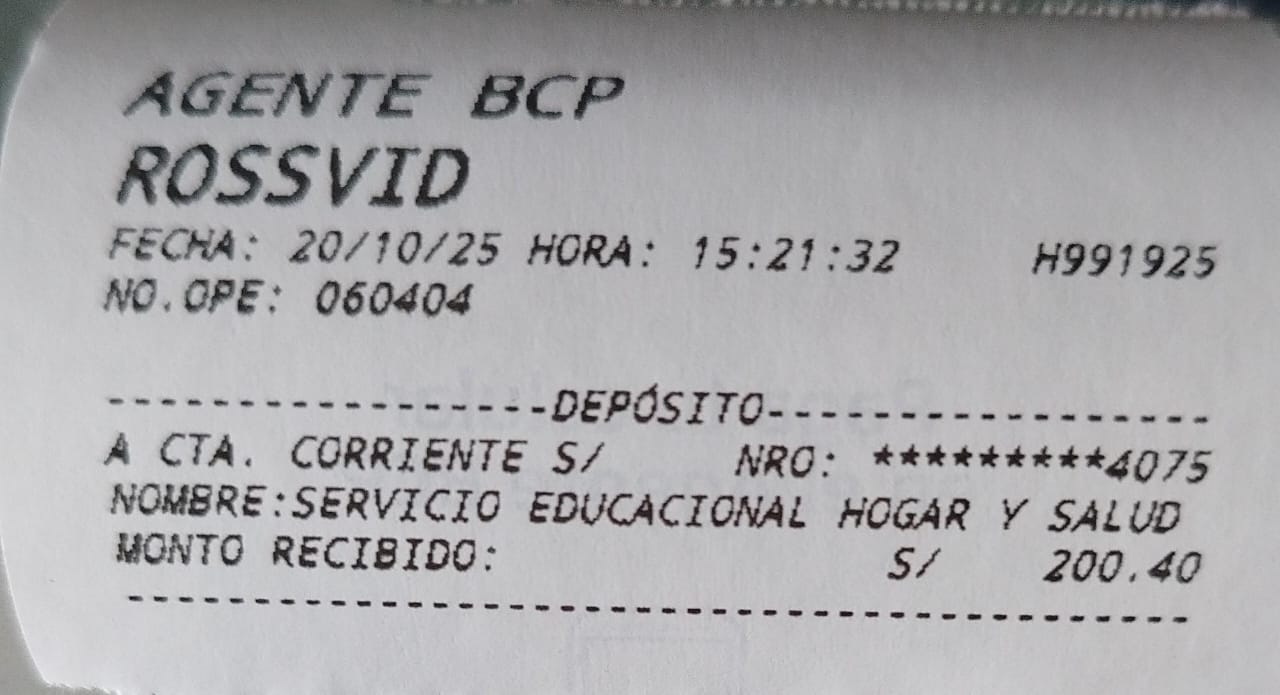 AGENTE BCP
ROSSVID
FECHA: 20/10/25 HORA: 15:21:32 H991925
NO.OPE: 060404
-----------------DEPÓSITO-----------------
A CTA. CORRIENTE S/ NRO: *********4075
NOMBRE:SERVICIO EDUCACIONAL HOGAR Y SALUD
MONTO RECIBIDO: S/ 200.40
-----------------------------------------